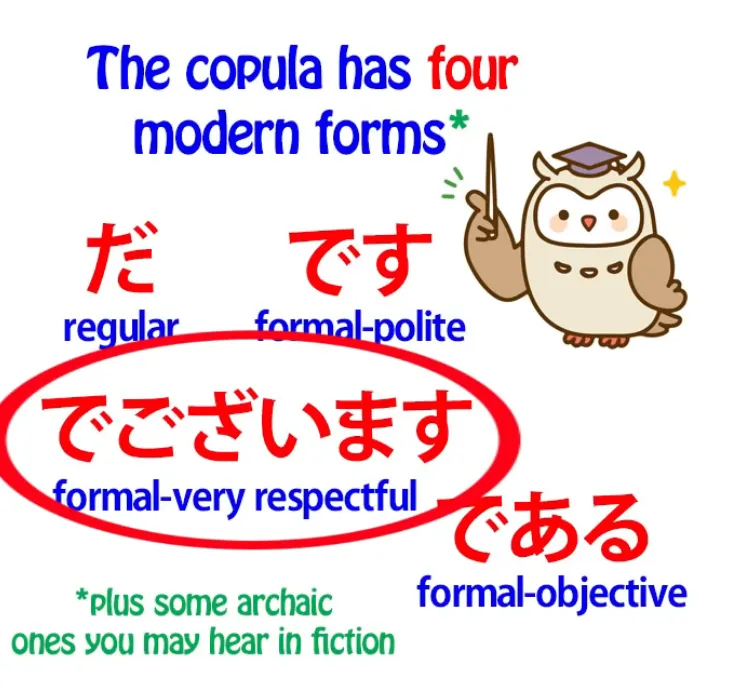 The copula has four
modern forms*
だ です
regular formal-polite
でございます
formal-very respectful
である
formal-objective
*plus some archaic
ones you may hear in fiction